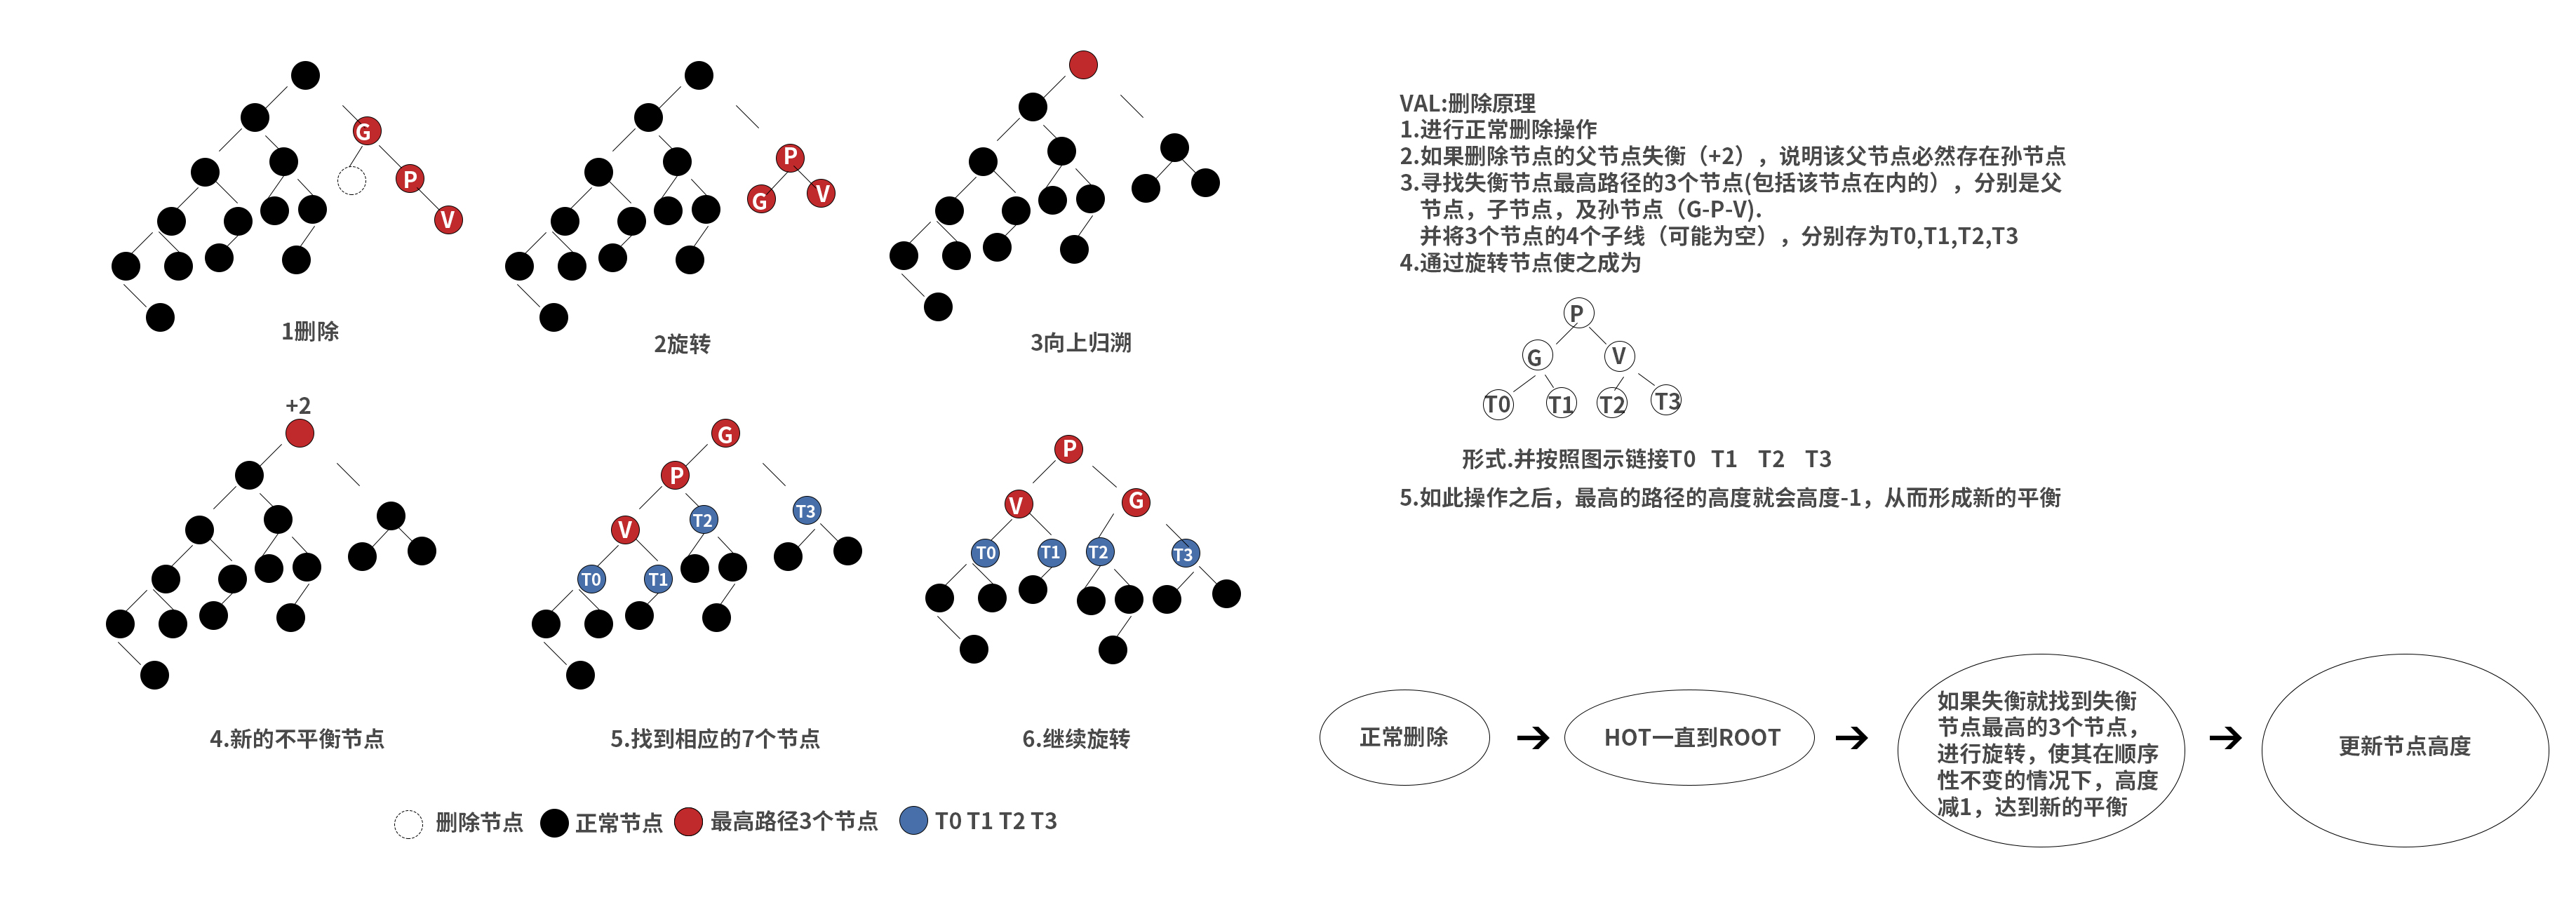 G
P
V
1删除
P
G
V
2旋转
3向上归溯
+2
4.新的不平衡节点
G
P
V
T2
T3
T0
T1
5.找到相应的7个节点
P
V
G
T0
T1
T2
T3
6.继续旋转
删除节点
正常节点
最高路径3个节点
T0 T1 T2 T3
VAL:删除原理
1.进行正常删除操作
2.如果删除节点的父节点失衡（+2），说明该父节点必然存在孙节点
3.寻找失衡节点最高路径的3个节点(包括该节点在内的），分别是父
节点，子节点，及孙节点（G-P-V).
并将3个节点的4个子线（可能为空），分别存为T0,T1,T2,T3
4.通过旋转节点使之成为
P
G
V
T0
T1
T2
T3
形式.并按照图示链接T0 T1 T2 T3
5.如此操作之后，最高的路径的高度就会高度-1，从而形成新的平衡
正常删除
HOT一直到ROOT
如果失衡就找到失衡
节点最高的3个节点，
进行旋转，使其在顺序
性不变的情况下，高度
减1，达到新的平衡
更新节点高度